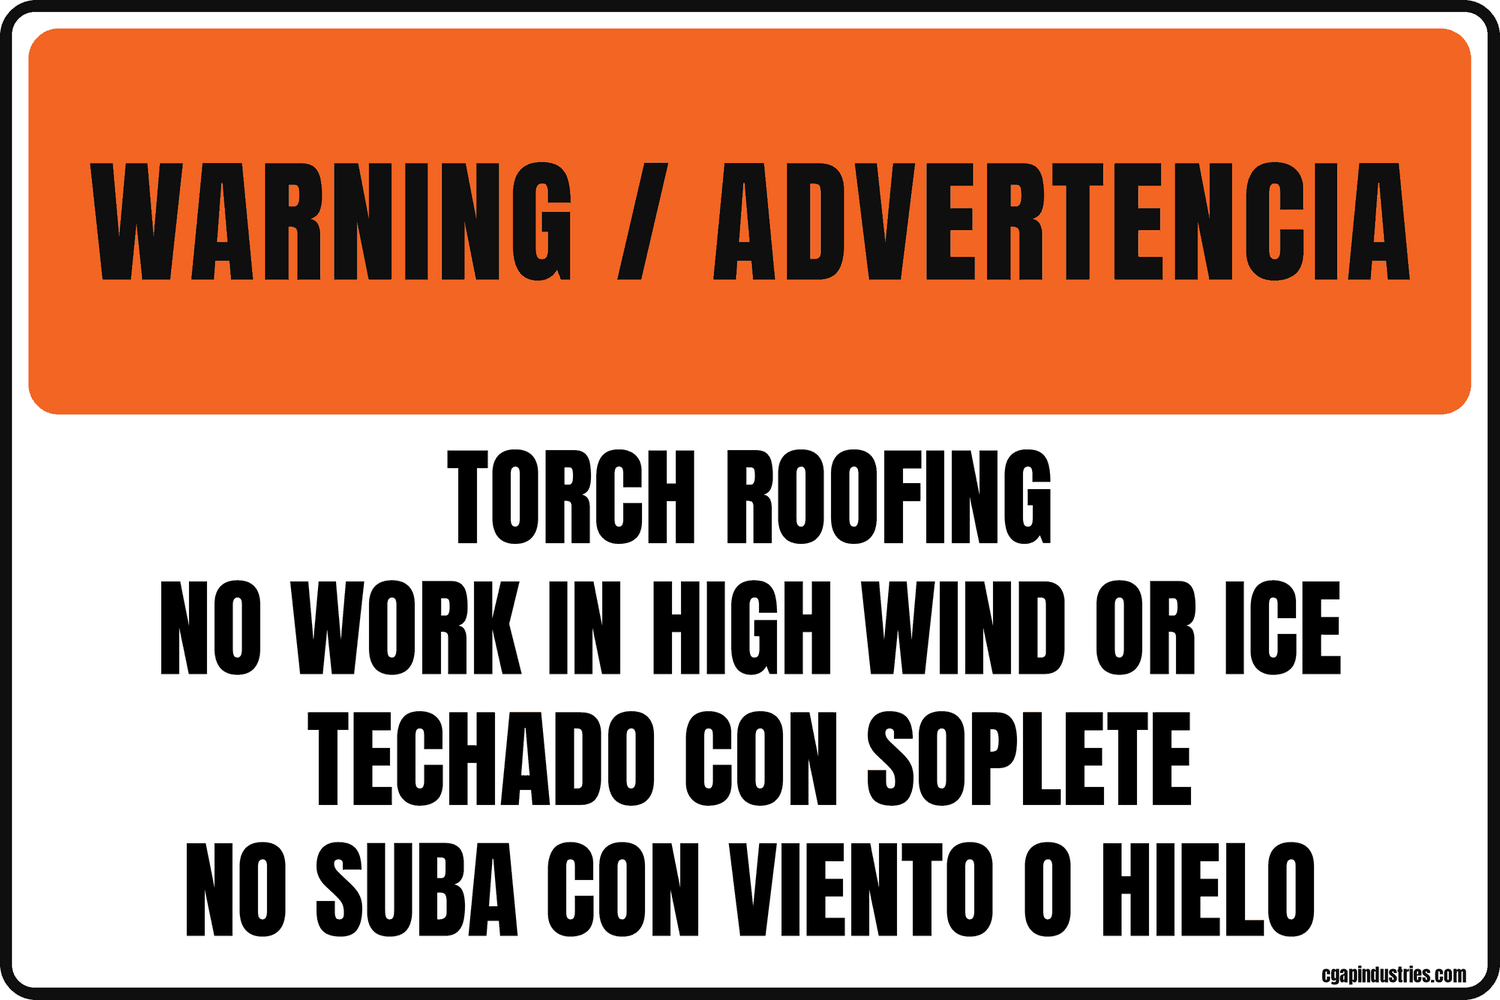 WARNING / ADVERTENCIA
TORCH ROOFING
NO WORK IN HIGH WIND OR ICE
TECHADO CON SOPLETE
NO SUBA CON VIENTO O HIELO
cgapindustries.com